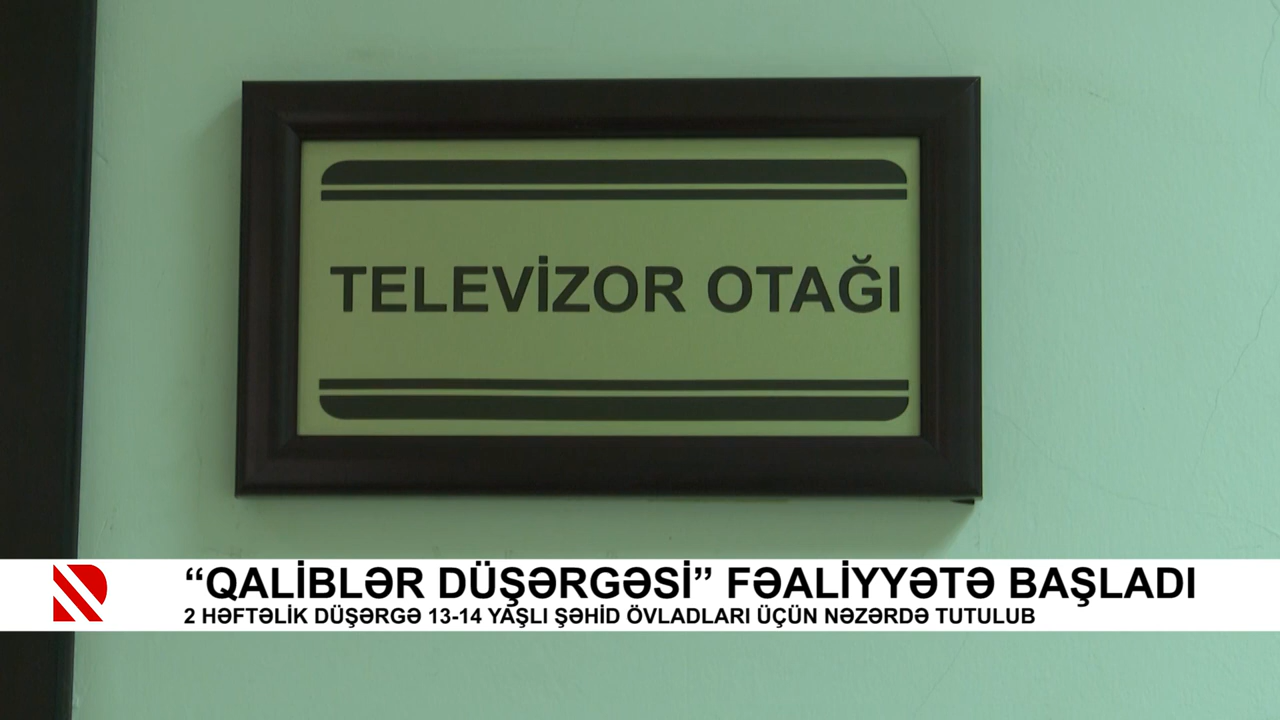 TELEVİZOR OTAĞI
“QALİBLƏR DÜŞƏRGƏSİ” FƏALİYYƏTƏ BAŞLADI
2 HƏFTƏLİK DÜŞƏRGƏ 13-14 YAŞLI ŞƏHİD ÖVLADLARI ÜÇÜN NƏZƏRDƏ TUTULUB